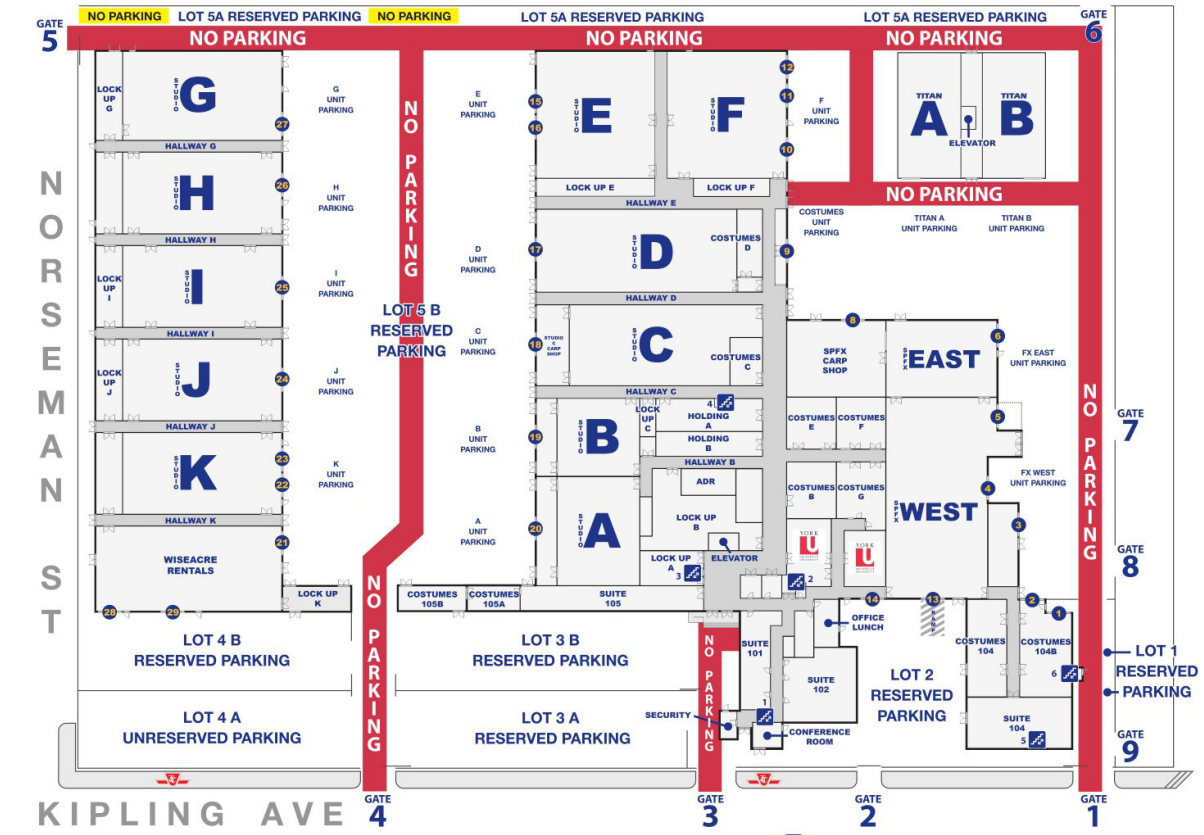 NO PARKING
LOT 5A RESERVED PARKING
NO PARKING
LOT 5A RESERVED PARKING
LOT 5A RESERVED PARKING
GATE
5
NO PARKING
NO PARKING
NO PARKING
GATE
6
LOCK
UP
G
STUDIO
G
27
G
UNIT
PARKING
HALLWAY G
STUDIO
H
26
H
UNIT
PARKING
HALLWAY H
LOCK
UP
I
STUDIO
I
25
I
UNIT
PARKING
HALLWAY I
LOCK
UP
J
STUDIO
J
24
J
UNIT
PARKING
HALLWAY J
STUDIO
K
23
22
K
UNIT
PARKING
HALLWAY K
21
WISEACRE
RENTALS
LOCK UP
K
28
29
NORSEMAN ST
NO PARKING
LOT 5 B
RESERVED
PARKING
E
UNIT
PARKING
15
16
STUDIO
E
STUDIO
F
12
11
10
F
UNIT
PARKING
LOCK UP E
LOCK UP F
HALLWAY E
D
UNIT
PARKING
17
STUDIO
D
COSTUMES
D
9
COSTUMES
UNIT
PARKING
HALLWAY D
C
UNIT
PARKING
18
STUDIO
C CARP
SHOP
STUDIO
C
COSTUMES
C
HALLWAY C
B
UNIT
PARKING
19
STUDIO
B
LOCK
UP
C
4
HOLDING
A
HOLDING
B
HALLWAY B
ADR
LOCK UP
B
ELEVATOR
A
UNIT
PARKING
20
STUDIO
A
LOCK UP
A
3
COSTUMES
105B
COSTUMES
105A
SUITE
105
TITAN
A
TITAN
B
ELEVATOR
NO PARKING
TITAN A
UNIT PARKING
TITAN B
UNIT PARKING
8
SPFX
CARP
SHOP
SPFX
EAST
6
FX EAST
UNIT PARKING
COSTUMES
E
COSTUMES
F
5
COSTUMES
B
COSTUMES
G
SPFX
WEST
4
FX WEST
UNIT PARKING
3
YORK
U
YORK
U
2
14
13
RAMP
2
1
OFFICE
LUNCH
SUITE
101
SUITE
102
1
SECURITY
CONFERENCE
ROOM
COSTUMES
104
COSTUMES
104B
6
SUITE
104
5
NO PARKING
GATE
7
GATE
8
LOT 1
RESERVED
PARKING
GATE
9
LOT 4 B
RESERVED PARKING
LOT 4 A
UNRESERVED PARKING
NO PARKING
LOT 3 B
RESERVED PARKING
LOT 3 A
RESERVED PARKING
NO PARKING
LOT 2
RESERVED
PARKING
KIPLING AVE
GATE
4
GATE
3
GATE
2
GATE
1